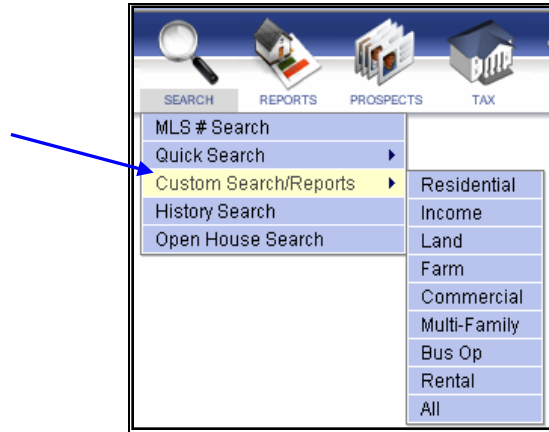 SEARCH REPORTS PROSPECTS TAX
MLS # Search
Quick Search
Custom Search/Reports
History Search
Open House Search
Residential
Income
Land
Farm
Commercial
Multi-Family
Bus Op
Rental
All